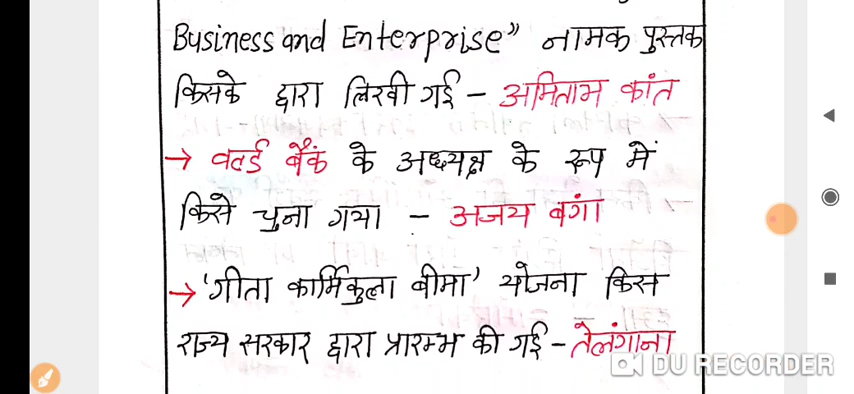 Business and Enterprise” नामक पुस्तक
किसके द्वारा लिखी गई – अमिताभ कांत
→ वर्ल्ड बैंक के अध्यक्ष के रूप में
किसे चुना गया – अजय बंगा
→ 'गीता कार्मिकुला बीमा' योजना किस
राज्य सरकार द्वारा प्रारम्भ की गई – तेलंगाना
DU RECORDER